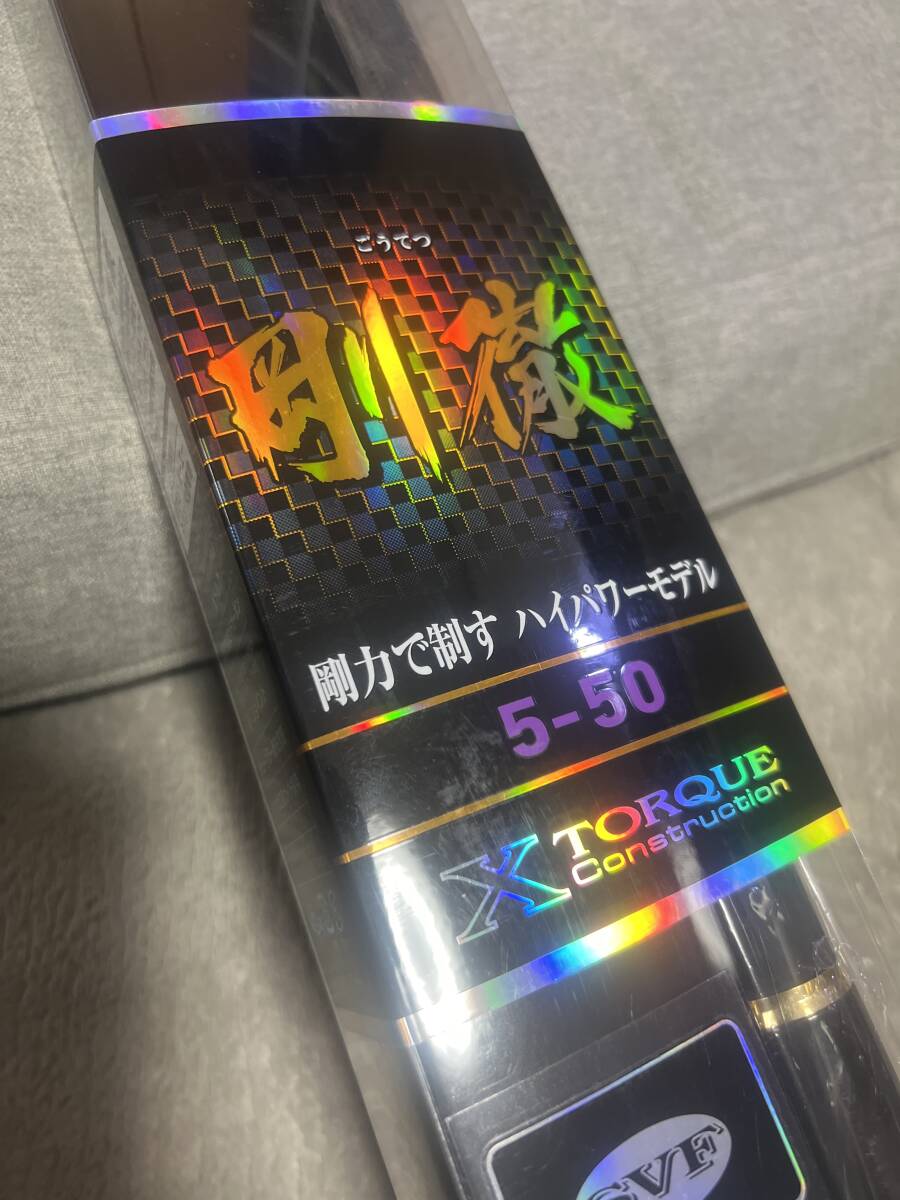 ごうてつ
剛徹
剛力で制す ハイパワーモデル
5-50
X TORQUE
Construction
SVF